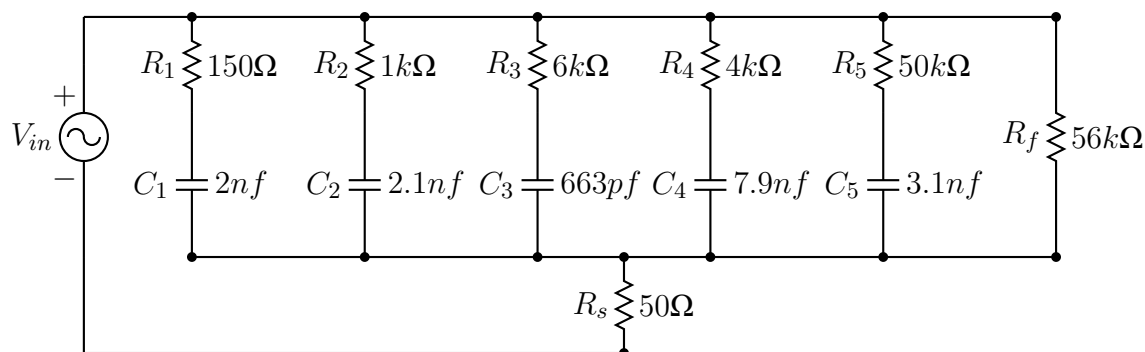 R1 150Ω R2 1kΩ R3 6kΩ R4 4kΩ R5 50kΩ
+
Vin
Rf 56kΩ
−
C1 2nf C2 2.1nf C3 663pf C4 7.9nf C5 3.1nf
Rs 50Ω